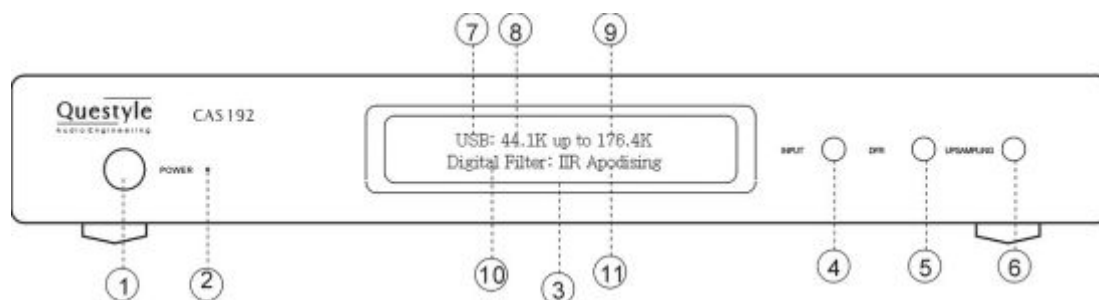 7 8 9
Questyle
Audio Engineering
CAS192
USB: 44.1K up to 176.4K
Digital Filter: IIR Apodising
POWER
INPUT
DFR
UPSAMPLING
1 2 10 3 11 4 5 6